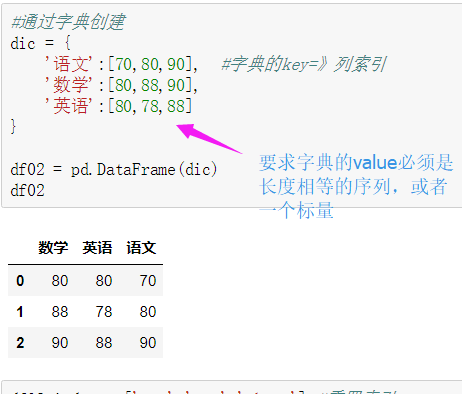 #通过字典创建
dic = {
'语文':[70,80,90], #字典的key=》列索引
'数学':[80,88,90],
'英语':[80,78,88]
}
要求字典的value必须是
长度相等的序列，或者
一个标量
df02 = pd.DataFrame(dic)
df02
数学 英语 语文
0 80 80 70
1 88 78 80
2 90 88 90